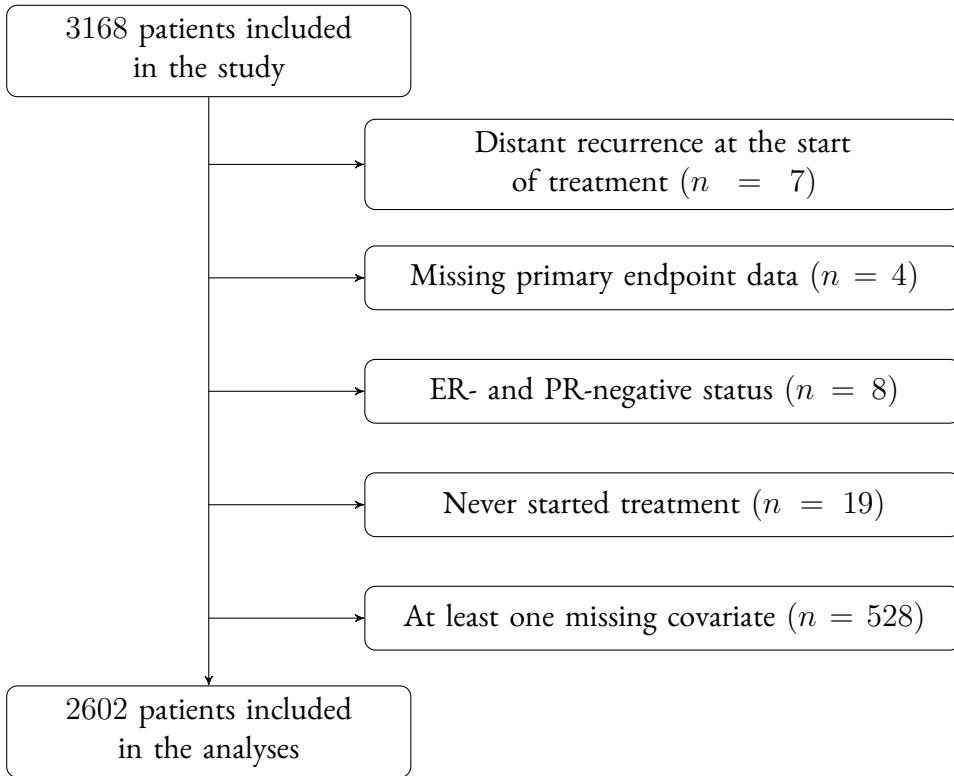 3168 patients included
in the study
Distant recurrence at the start
of treatment (n = 7)
Missing primary endpoint data (n = 4)
ER- and PR-negative status (n = 8)
Never started treatment (n = 19)
At least one missing covariate (n = 528)
2602 patients included
in the analyses